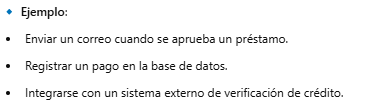 🔹 Ejemplo:
• Enviar un correo cuando se aprueba un préstamo.
• Registrar un pago en la base de datos.
• Integrarse con un sistema externo de verificación de crédito.